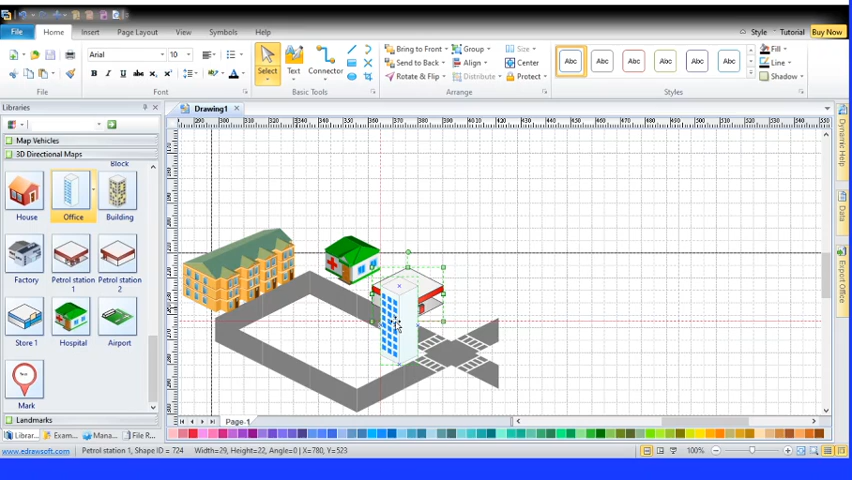 File Home Insert Page Layout View Symbols Help Style Tutorial Buy Now
Arial 10
Select Text Connector
Bring to Front Group Size
Send to Back Align Center
Rotate & Flip Distribute Protect
Abc Abc Abc Abc Abc Abc
Fill
Line
Shadow
File Font Basic Tools Arrange Styles
Libraries
Drawing1
Map Vehicles
3D Directional Maps
Block
House Office Building
Factory Petrol station 1 Petrol station 2
Store 1 Hospital Airport
Mark
Landmarks
Librar... Exam... Mana... File R...
Page-1
Dynamic Help
Data
Export Office
www.edrawsoft.com Petrol station 1, Shape ID = 724 Width=29, Height=22, Angle=0 | X=780, Y=523 100%